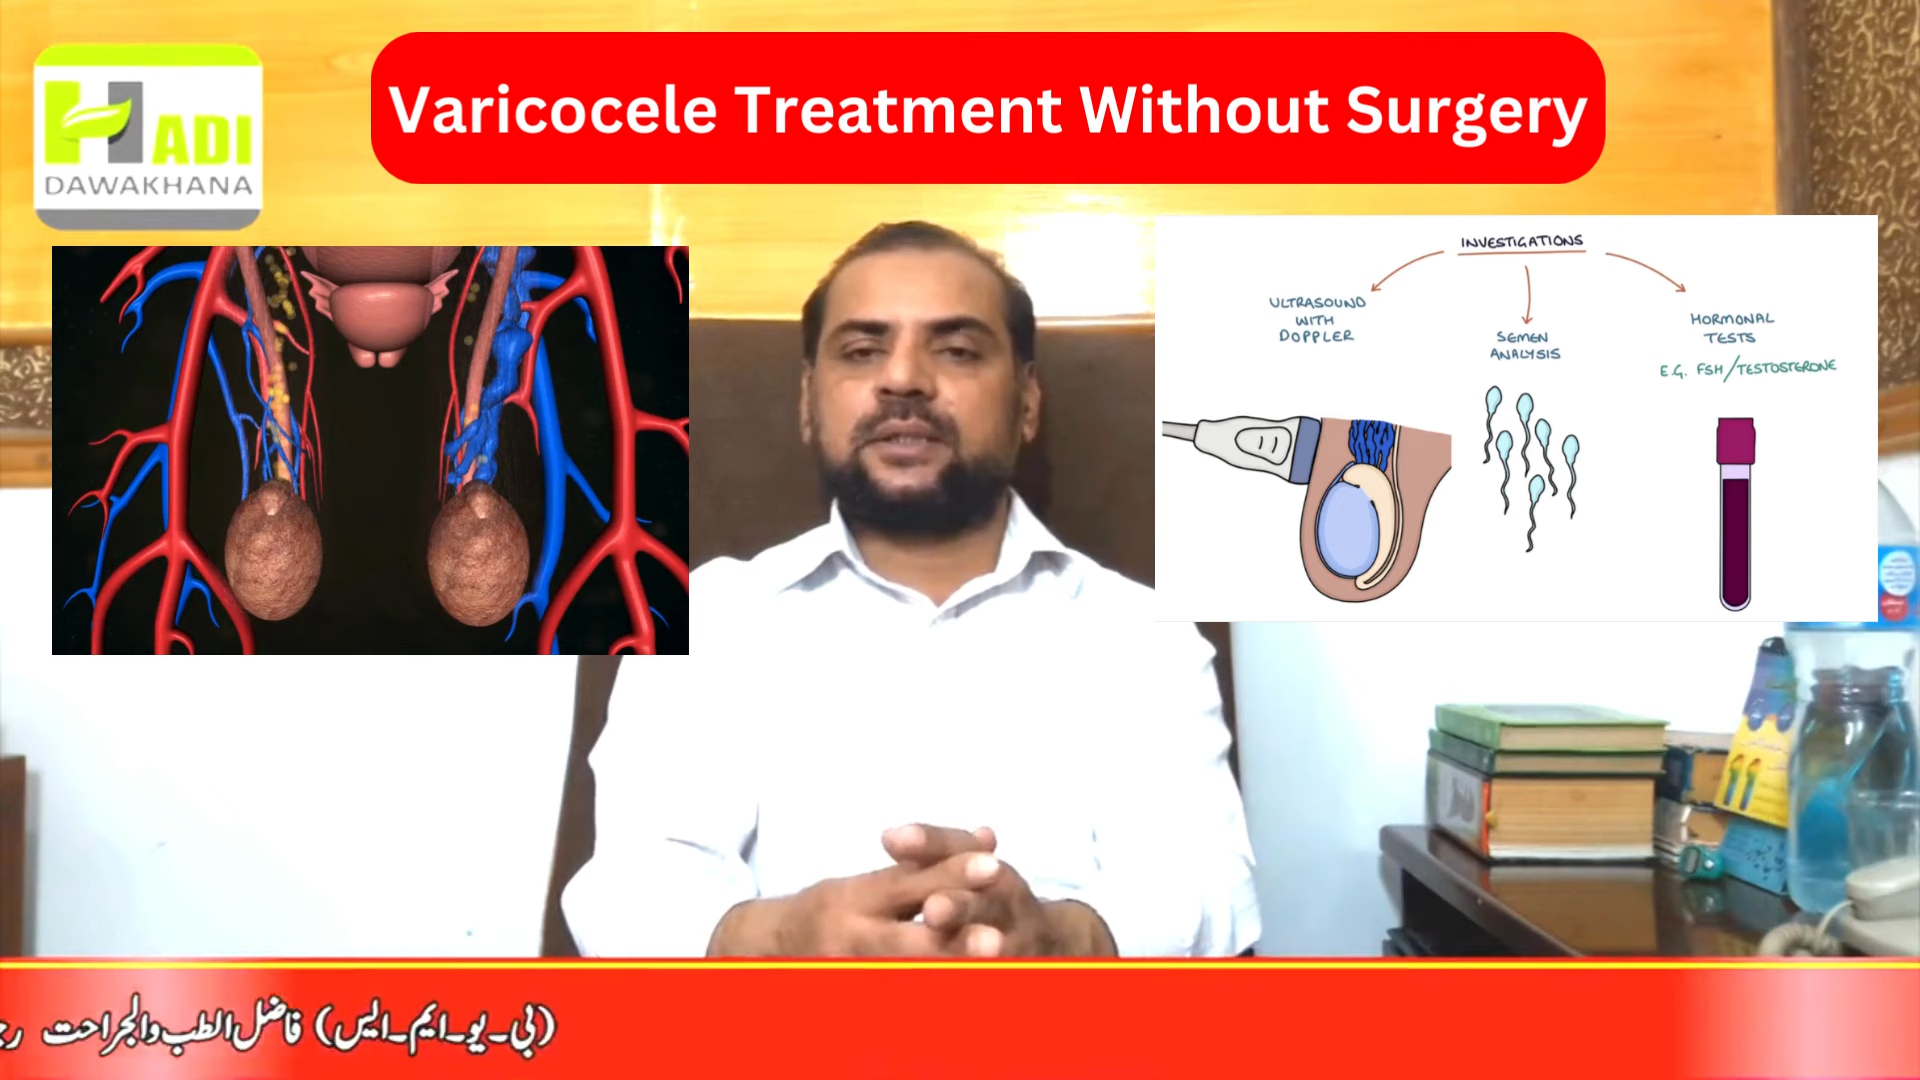 HADI
DAWAKHANA
Varicocele Treatment Without Surgery
INVESTIGATIONS
ULTRASOUND
WITH
DOPPLER
SEMEN
ANALYSIS
HORMONAL
TESTS
E.G. FSH/TESTOSTERONE
(بی۔یو۔ایم۔ایس) فاضل الطب والجراحت